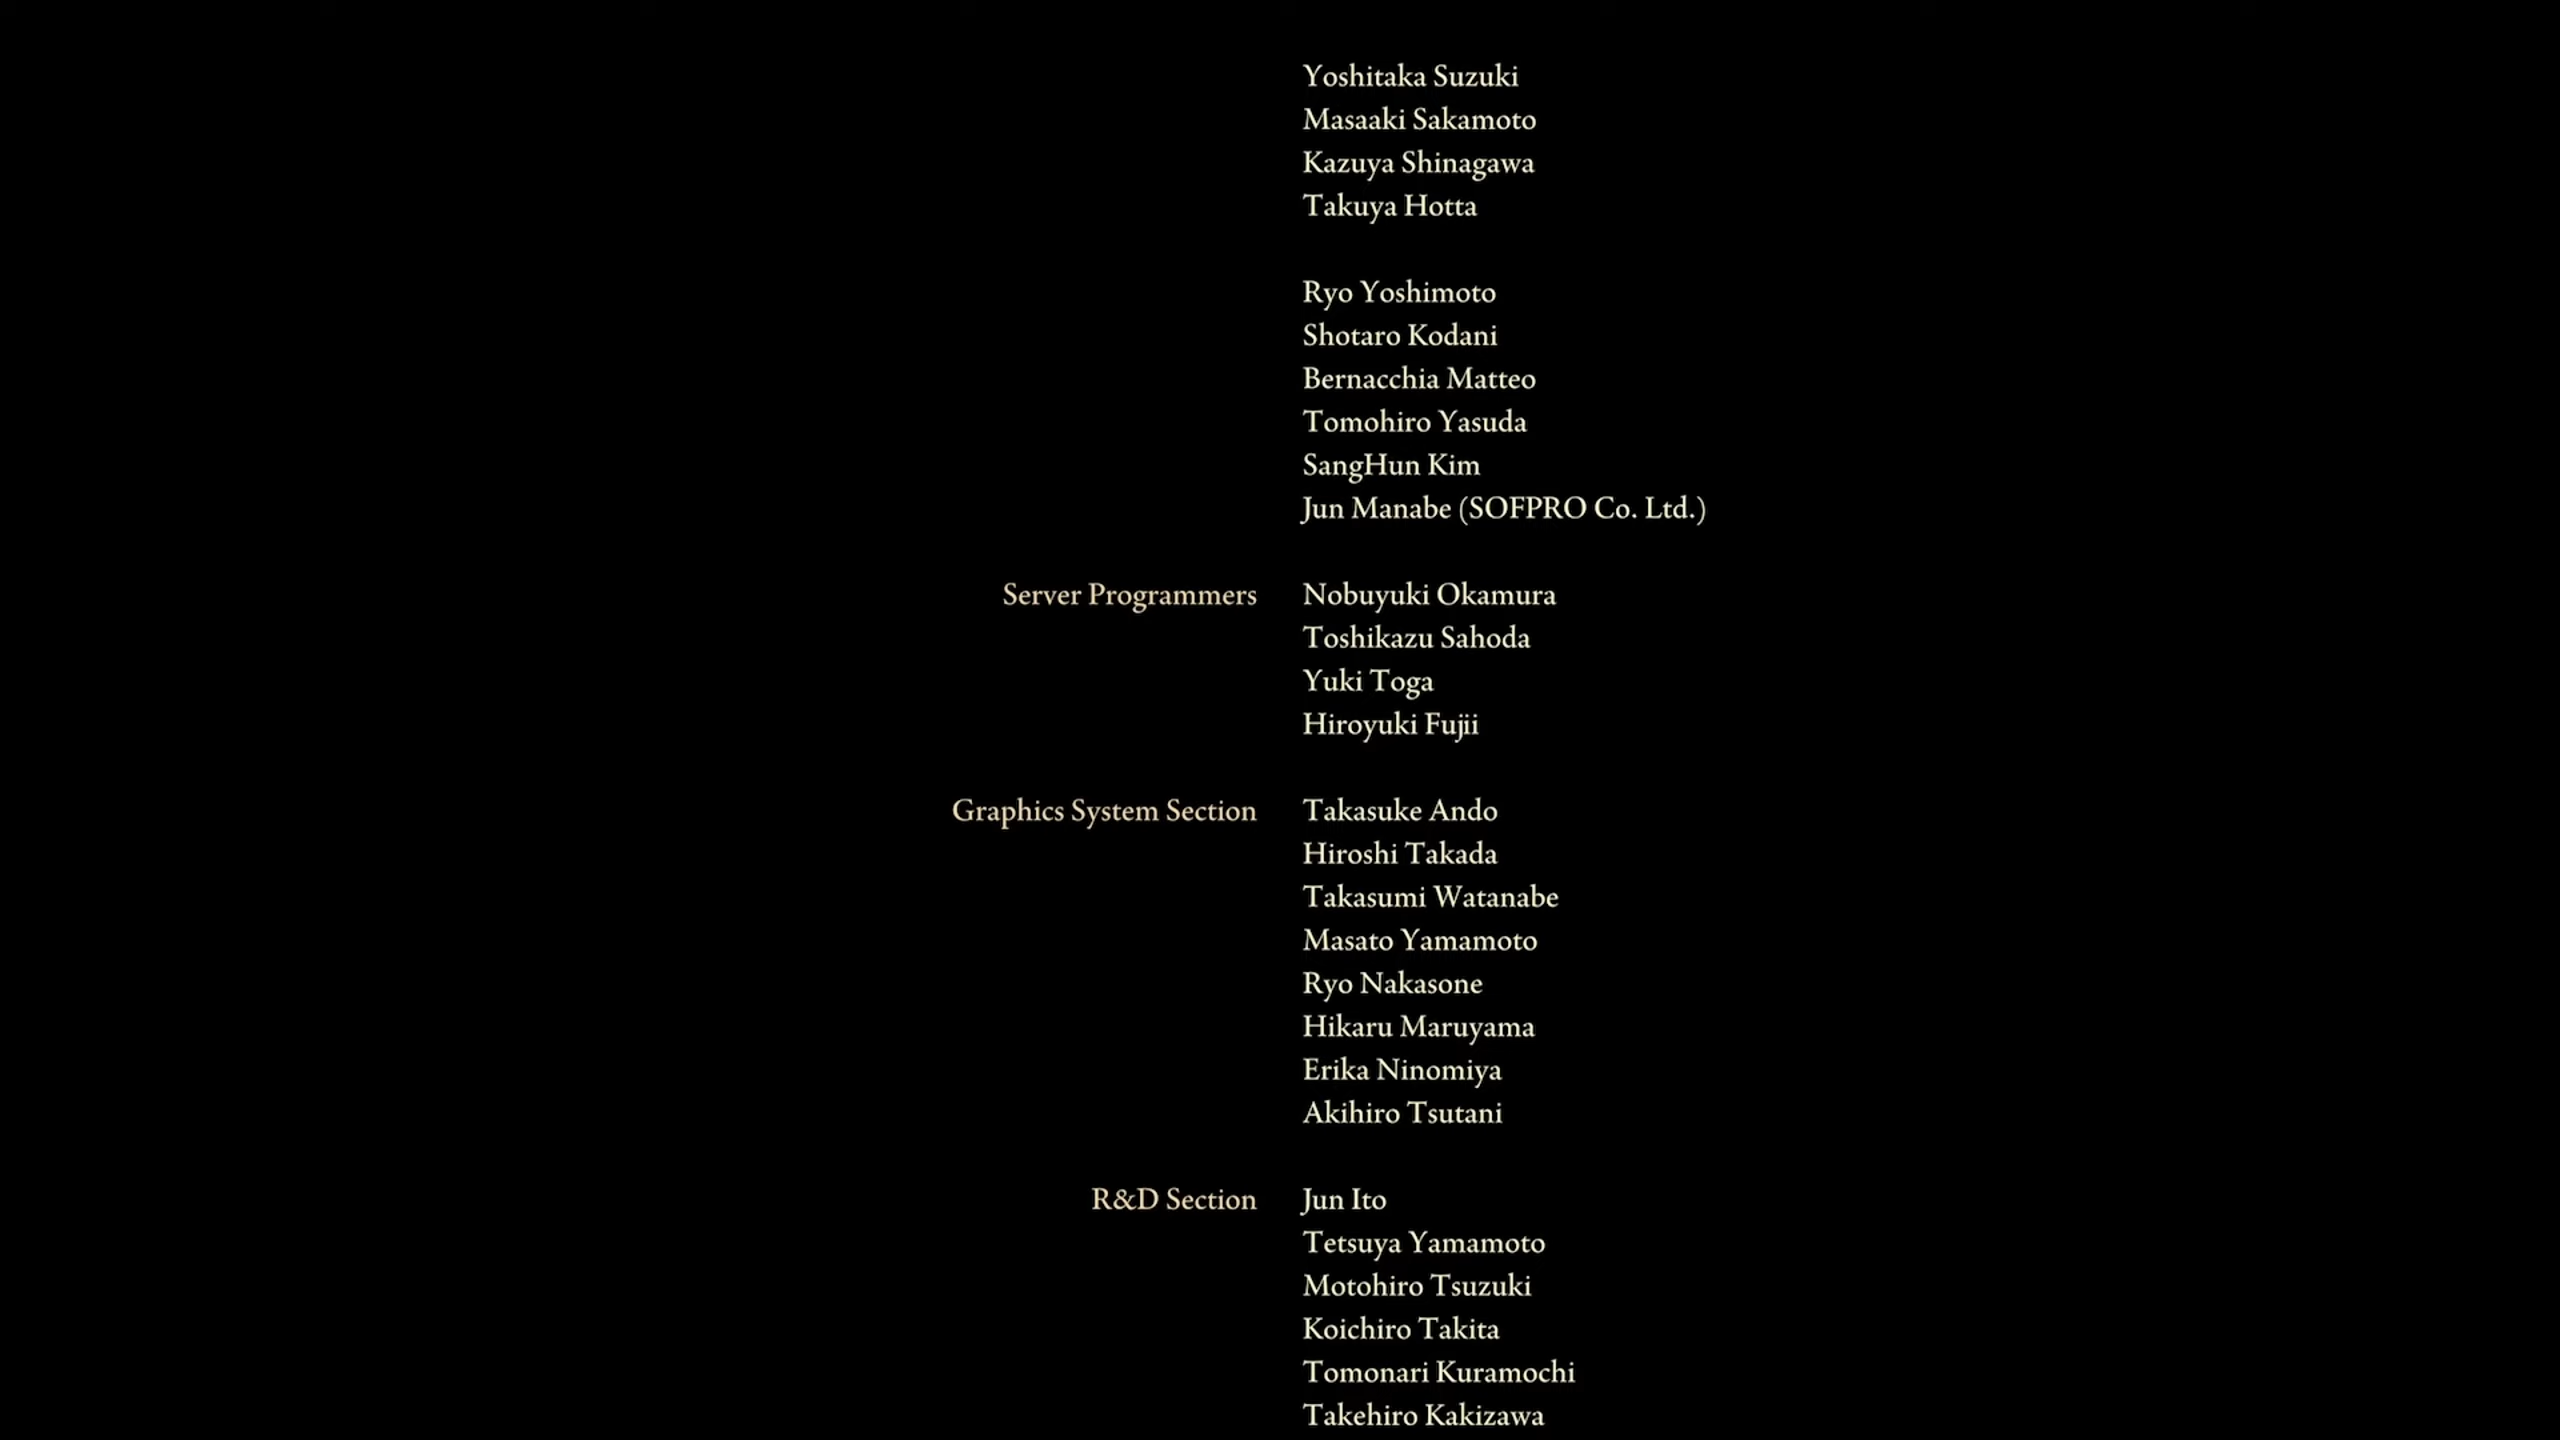 Yoshitaka Suzuki
Masaaki Sakamoto
Kazuya Shinagawa
Takuya Hotta
Ryo Yoshimoto
Shotaro Kodani
Bernacchia Matteo
Tomohiro Yasuda
SangHun Kim
Jun Manabe (SOFPRO Co. Ltd.)
Server Programmers Nobuyuki Okamura
Toshikazu Sahoda
Yuki Toga
Hiroyuki Fujii
Graphics System Section Takasuke Ando
Hiroshi Takada
Takasumi Watanabe
Masato Yamamoto
Ryo Nakasone
Hikaru Maruyama
Erika Ninomiya
Akihiro Tsutani
R&D Section Jun Ito
Tetsuya Yamamoto
Motohiro Tsuzuki
Koichiro Takita
Tomonari Kuramochi
Takehiro Kakizawa